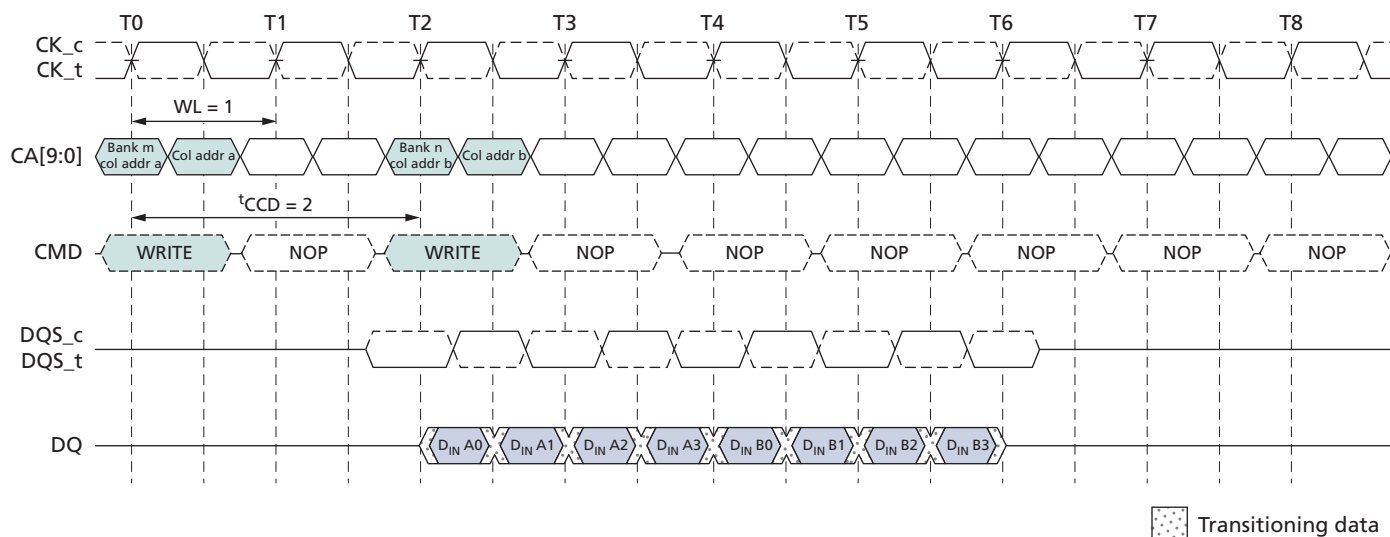 T0 T1 T2 T3 T4 T5 T6 T7 T8
CK_c
CK_t
WL = 1
CA[9:0]
Bank m
col addr a
Col addr a
Bank n
col addr b
Col addr b
tCCD = 2
CMD WRITE NOP WRITE NOP NOP NOP NOP NOP NOP
DQS_c
DQS_t
DQ DIN A0 DIN A1 DIN A2 DIN A3 DIN B0 DIN B1 DIN B2 DIN B3
Transitioning data